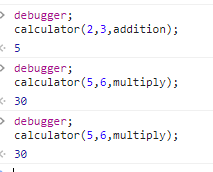 debugger;
calculator(2,3,addition);
5
debugger;
calculator(5,6,multiply);
30
debugger;
calculator(5,6,multiply);
30